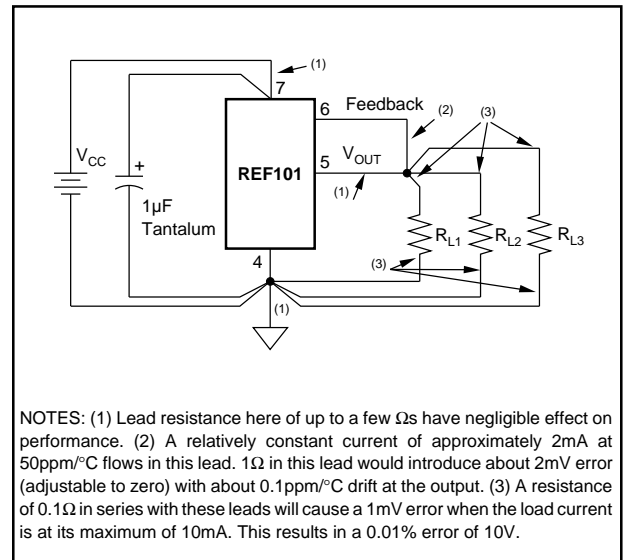 (1)
7
6
Feedback
(2)
(3)
V_CC
+
REF101
5
V_OUT
(1)
1µF
Tantalum
R_L1
R_L2
R_L3
4
(3)
(1)
NOTES: (1) Lead resistance here of up to a few Ωs have negligible effect on
performance. (2) A relatively constant current of approximately 2mA at
50ppm/°C flows in this lead. 1Ω in this lead would introduce about 2mV error
(adjustable to zero) with about 0.1ppm/°C drift at the output. (3) A resistance
of 0.1Ω in series with these leads will cause a 1mV error when the load current
is at its maximum of 10mA. This results in a 0.01% error of 10V.